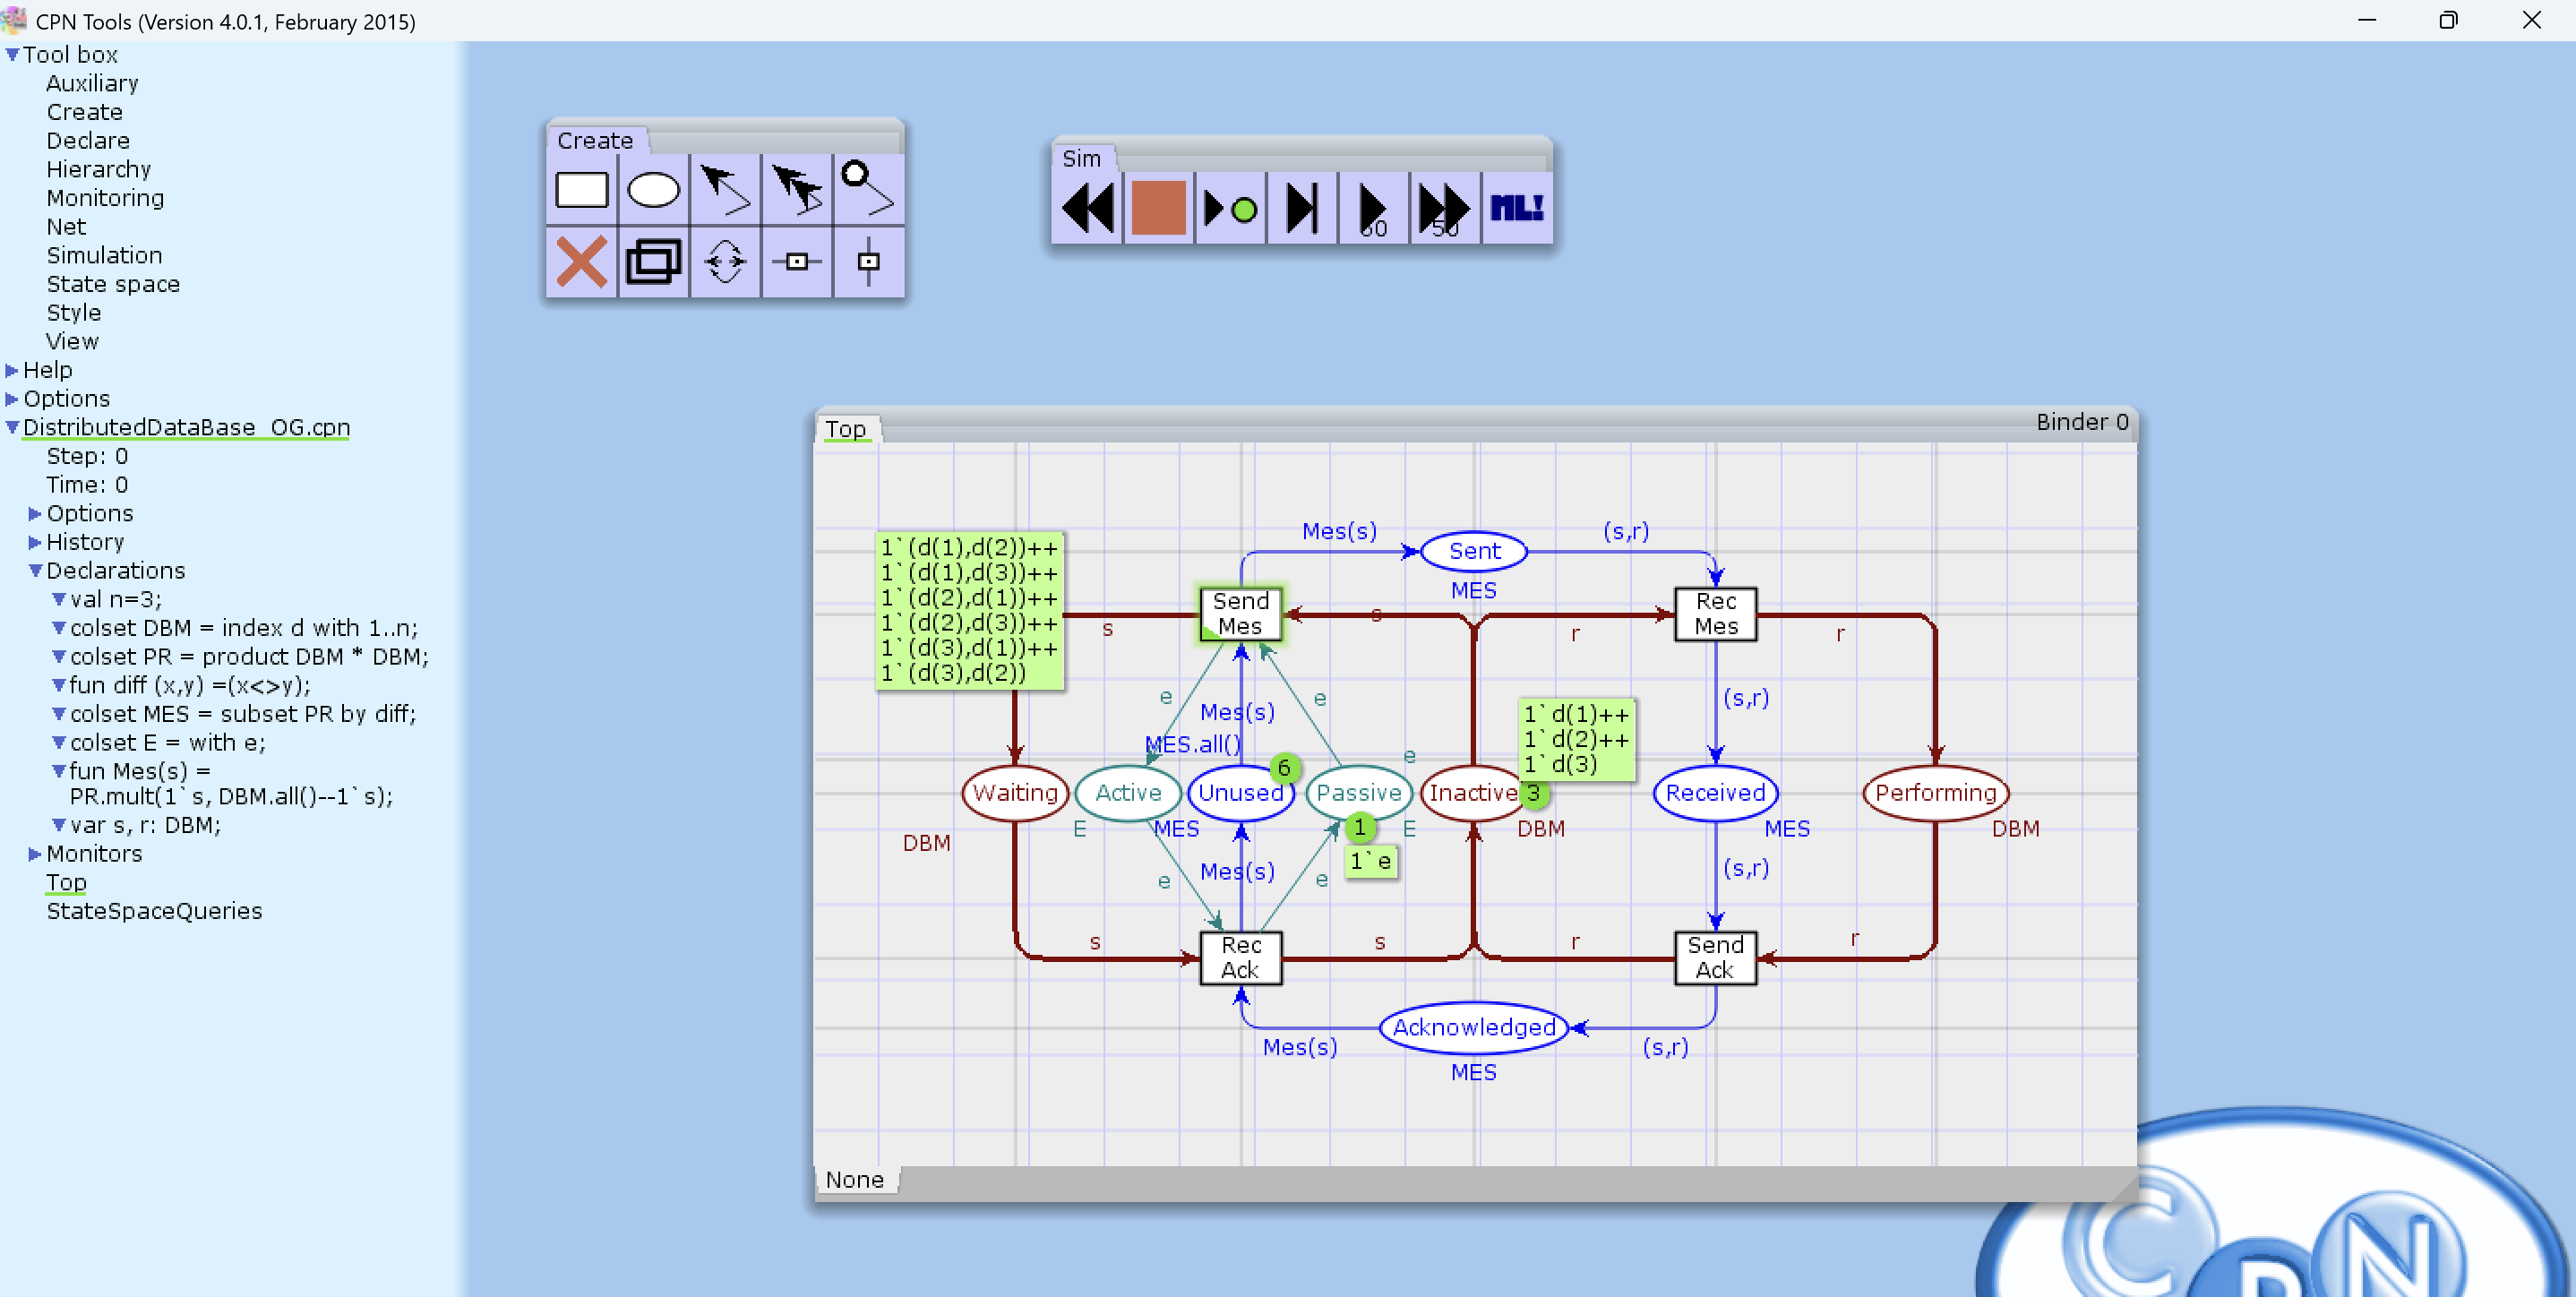 CPN Tools (Version 4.0.1, February 2015)
Tool box
Auxiliary
Create
Declare
Hierarchy
Monitoring
Net
Simulation
State space
Style
View
Help
Options
DistributedDataBase_OG.cpn
Step: 0
Time: 0
Options
History
Declarations
val n=3;
colset DBM = index d with 1..n;
colset PR = product DBM * DBM;
fun diff (x,y) =(x<>y);
colset MES = subset PR by diff;
colset E = with e;
fun Mes(s) =
PR.mult(1`s, DBM.all()--1`s);
var s, r: DBM;
Monitors
Top
StateSpaceQueries
Create
Sim
50
ML!
Top
Binder 0
1`(d(1),d(2))++
1`(d(1),d(3))++
1`(d(2),d(1))++
1`(d(2),d(3))++
1`(d(3),d(1))++
1`(d(3),d(2))
Mes(s)
Sent
(s,r)
MES
Send
Mes
s
s
r
Rec
Mes
r
e
Mes(s)
e
(s,r)
MES.all()
e
1`d(1)++
1`d(2)++
1`d(3)
6
Waiting
Active
Unused
Passive
Inactive
3
Received
Performing
DBM
E
MES
1
E
DBM
MES
DBM
1`e
e
Mes(s)
e
(s,r)
s
Rec
Ack
s
r
Send
Ack
r
Acknowledged
Mes(s)
(s,r)
MES
None
C
P
N